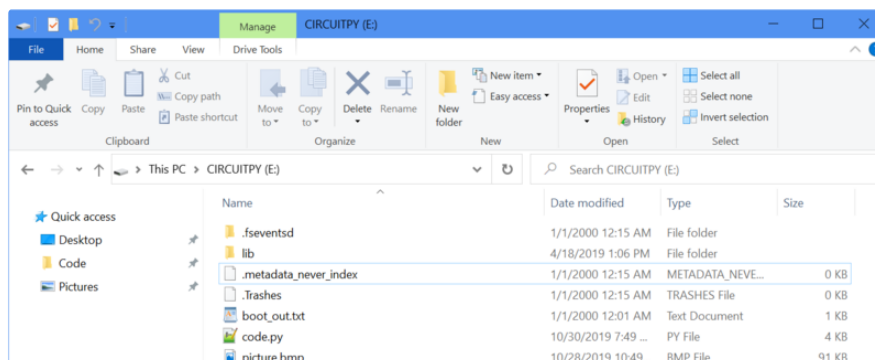 Manage CIRCUITPY (E:)
File Home Share View Drive Tools
Pin to Quick access
Copy
Paste
Cut
Copy path
Paste shortcut
Clipboard
Move to
Copy to
Delete
Rename
Organize
New folder
New item
Easy access
New
Properties
Open
Edit
History
Open
Select all
Select none
Invert selection
Select
This PC > CIRCUITPY (E:)
Search CIRCUITPY (E:)
Quick access
Desktop
Code
Pictures
Name Date modified Type Size
.fseventsd 1/1/2000 12:15 AM File folder
lib 4/18/2019 1:06 PM File folder
.metadata_never_index 1/1/2000 12:15 AM METADATA_NEVE... 0 KB
.Trashes 1/1/2000 12:15 AM TRASHES File 0 KB
boot_out.txt 1/1/2000 12:01 AM Text Document 1 KB
code.py 10/30/2019 7:49 ... PY File 4 KB
picture.bmp 10/28/2019 10:49 BMP File 91 KB